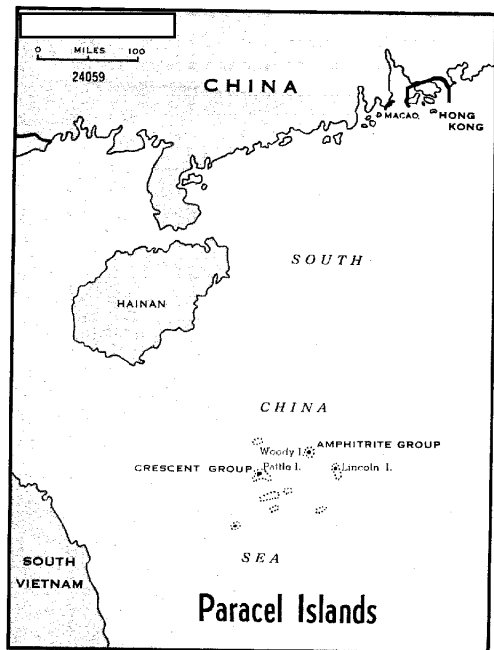 0 MILES 100
24059
CHINA
MACAO
HONG
KONG
SOUTH
HAINAN
CHINA
Woody I.
AMPHITRITE GROUP
CRESCENT GROUP
Pattle I.
Lincoln I.
SOUTH
VIETNAM
SEA
Paracel Islands